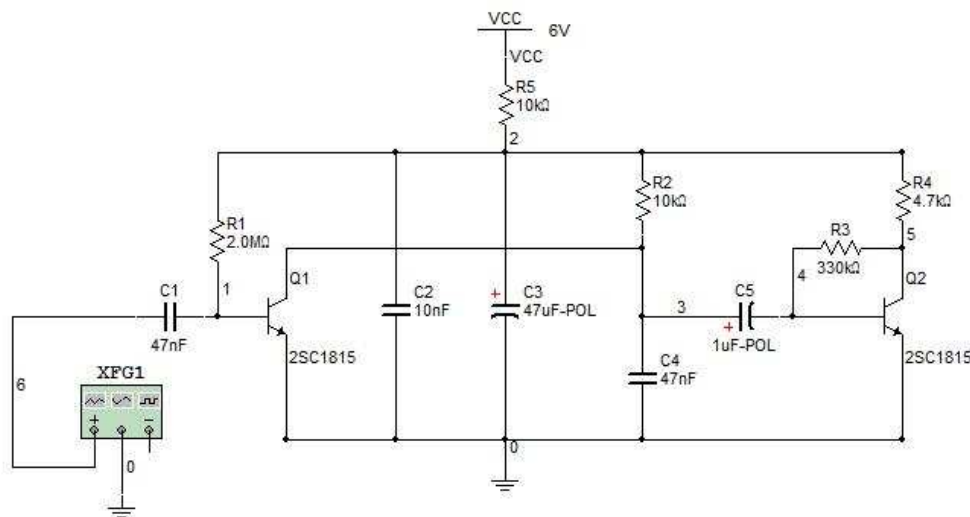 VCC
6V
VCC
R5
10kΩ
2
R2
10kΩ
R4
4.7kΩ
R1
2.0MΩ
R3
330kΩ
5
4
Q1
Q2
C1
47nF
1
C2
10nF
+
C3
47uF-POL
3
C5
+
1uF-POL
2SC1815
2SC1815
C4
47nF
6
XFG1
+
−
0
0